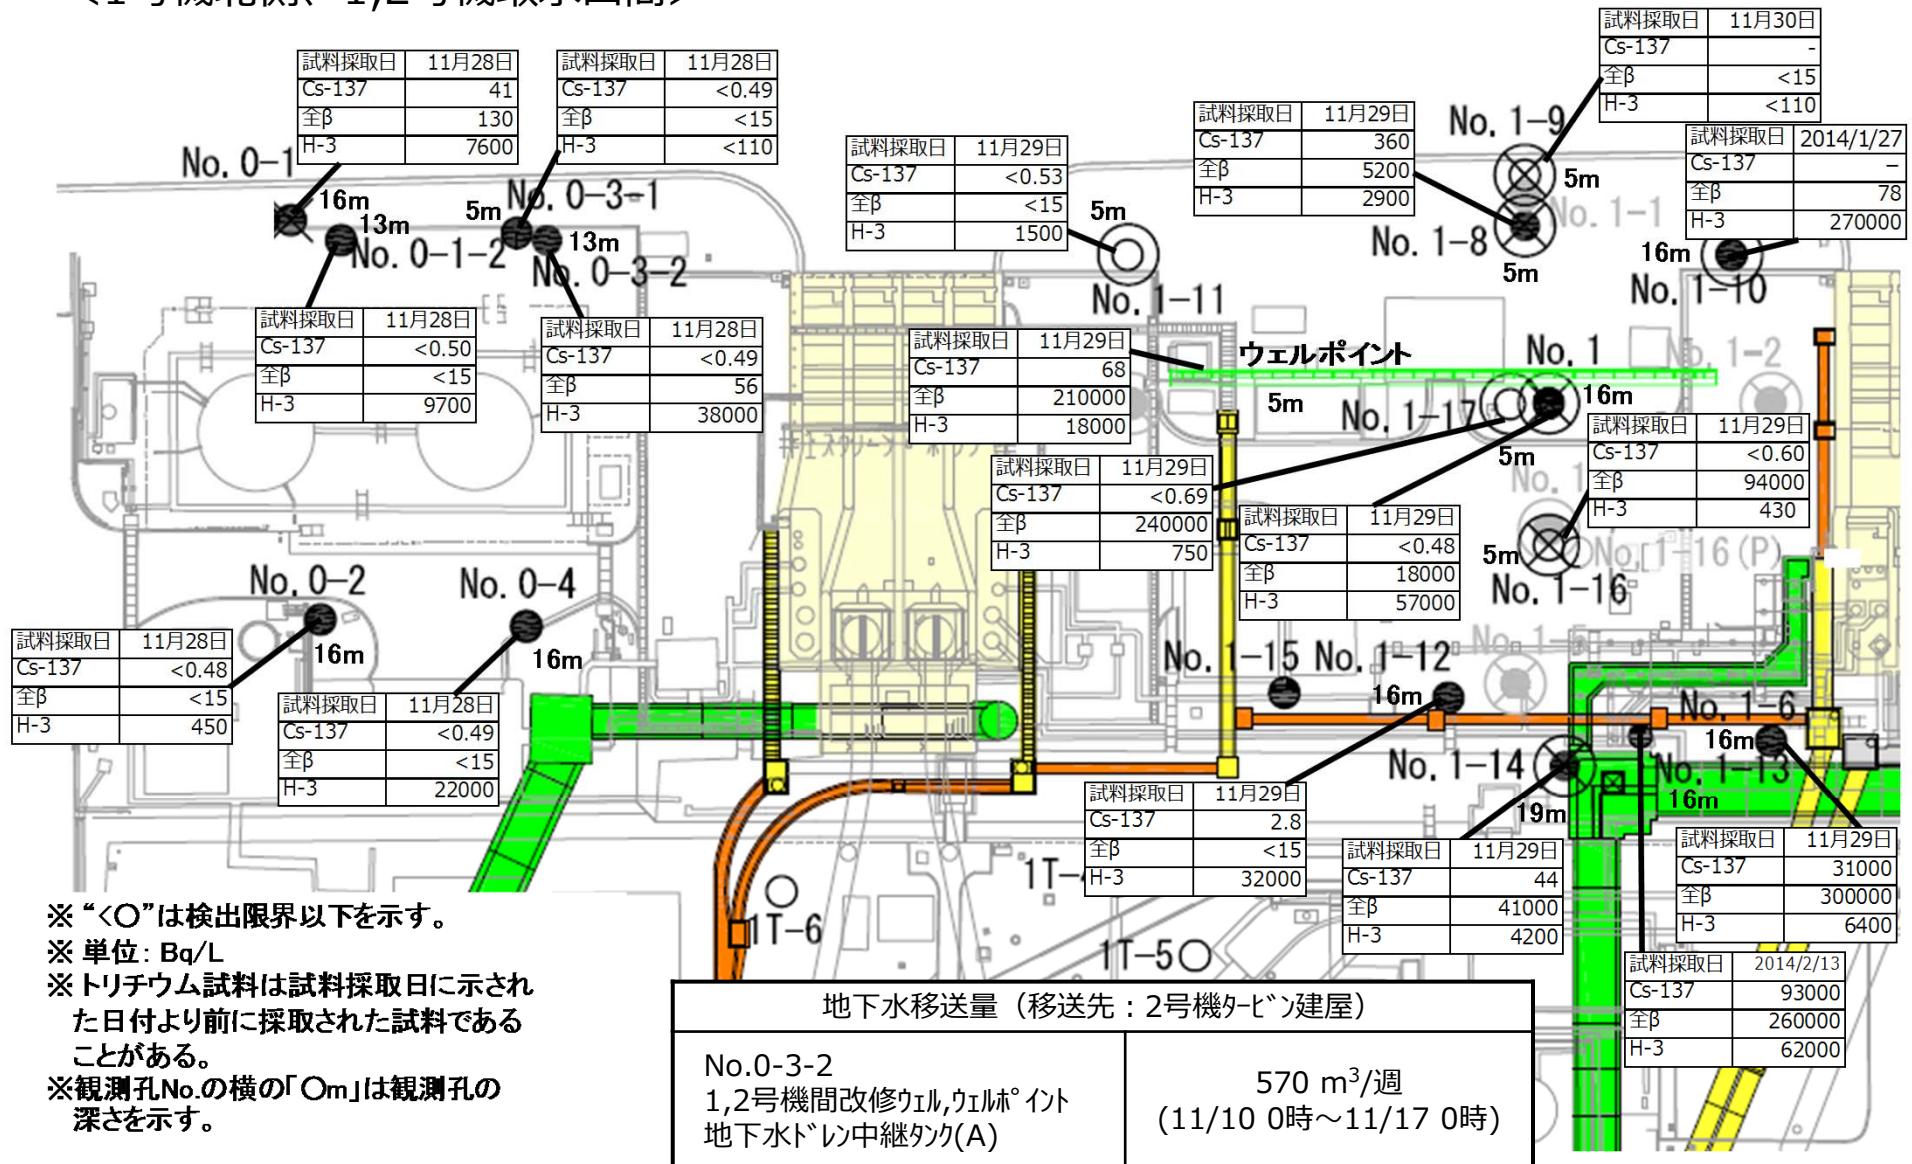 試料採取日 11月30日
Cs-137 -
全β <15
H-3 <110
試料採取日 11月28日
Cs-137 41
全β 130
H-3 7600
試料採取日 11月28日
Cs-137 <0.49
全β <15
H-3 <110
試料採取日 11月29日
Cs-137 360
全β 5200
H-3 2900
試料採取日 11月29日
Cs-137 <0.53
全β <15
H-3 1500
試料採取日 2014/1/27
Cs-137 –
全β 78
H-3 270000
No. 0-1
16m
13m
No. 0-1-2
5m
No. 0-3-1
13m
No. 0-3-2
5m
No. 1-11
No. 1-9
5m
No. 1-1
No. 1-8
5m
16m
No. 1-10
試料採取日 11月28日
Cs-137 <0.50
全β <15
H-3 9700
試料採取日 11月28日
Cs-137 <0.49
全β 56
H-3 38000
試料採取日 11月29日
Cs-137 68
全β 210000
H-3 18000
ウェルポイント
5m
No. 1
No. 1-2
16m
No. 1-17
5m
試料採取日 11月29日
Cs-137 <0.60
全β 94000
H-3 430
試料採取日 11月29日
Cs-137 <0.69
全β 240000
H-3 750
試料採取日 11月29日
Cs-137 <0.48
全β 18000
H-3 57000
5m
No. 1-16(P)
No. 1-16
No. 0-2
16m
No. 0-4
16m
No. 1-15
No. 1-12
16m
No. 1-5
No. 1-6
16m
No. 1-14
19m
No. 1-13
16m
試料採取日 11月28日
Cs-137 <0.48
全β <15
H-3 450
試料採取日 11月28日
Cs-137 <0.49
全β <15
H-3 22000
試料採取日 11月29日
Cs-137 2.8
全β <15
H-3 32000
試料採取日 11月29日
Cs-137 44
全β 41000
H-3 4200
試料採取日 11月29日
Cs-137 31000
全β 300000
H-3 6400
試料採取日 2014/2/13
Cs-137 93000
全β 260000
H-3 62000
1T-6
1T-5
※ “<〇”は検出限界以下を示す。
※ 単位: Bq/L
※ トリチウム試料は試料採取日に示され
た日付より前に採取された試料である
ことがある。
※観測孔No.の横の「〇m」は観測孔の
深さを示す。
地下水移送量（移送先：2号機ﾀｰﾋﾞﾝ建屋）
No.0-3-2
1,2号機間改修ｳｪﾙ,ｳｪﾙﾎﾟｲﾝﾄ
地下水ﾄﾞﾚﾝ中継ﾀﾝｸ(A)
570 m³/週
(11/10 0時～11/17 0時)